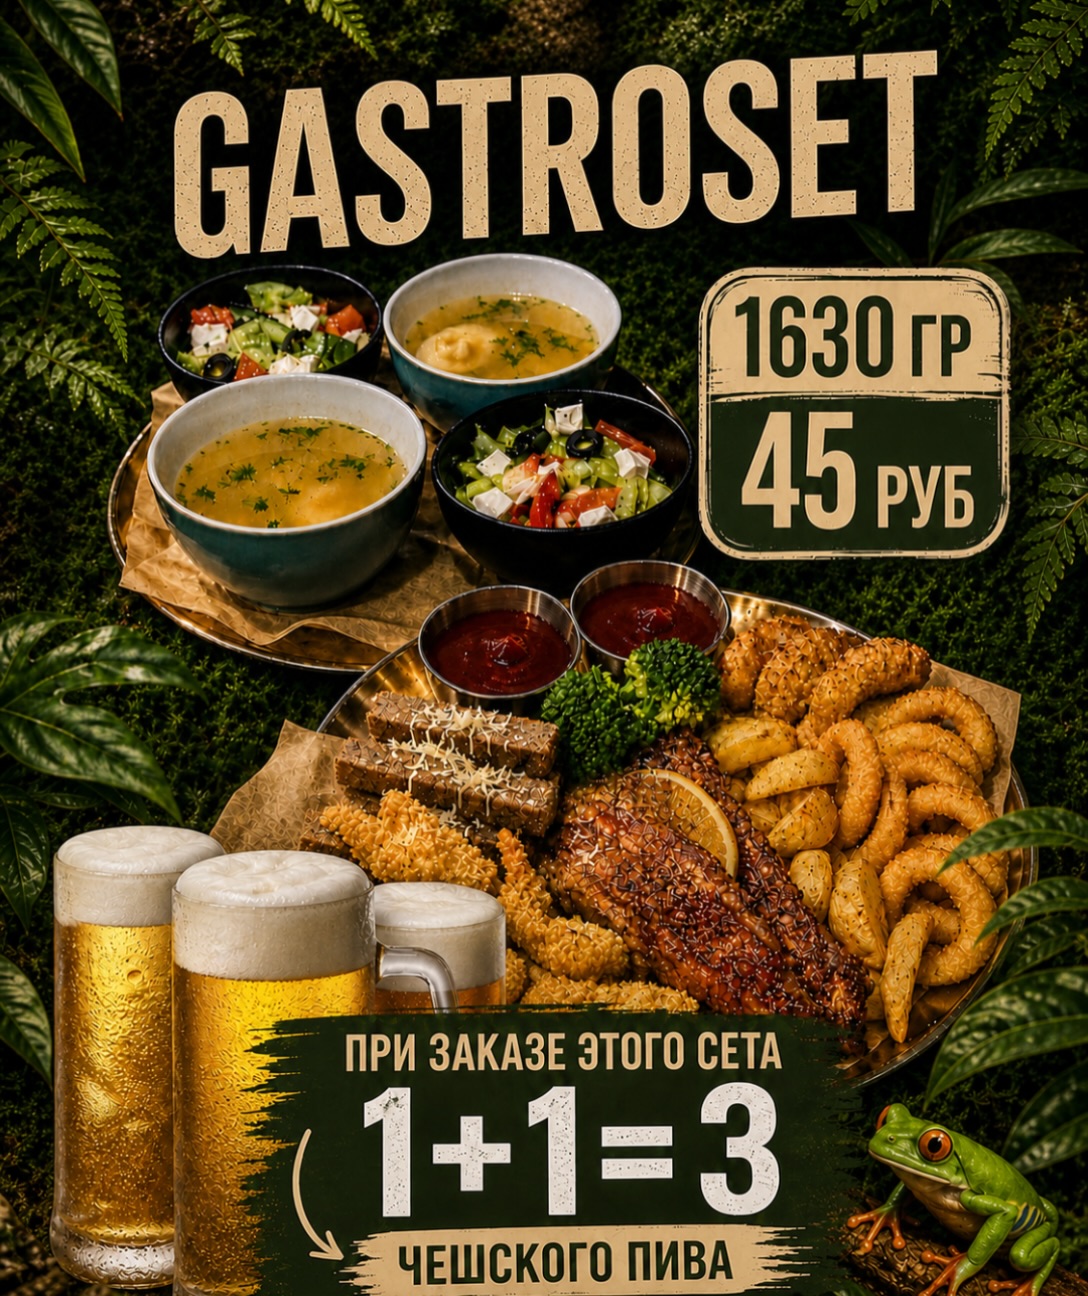 GASTROSET
1630 ГР
45 РУБ
ПРИ ЗАКАЗЕ ЭТОГО СЕТА
1+1=3
ЧЕШСКОГО ПИВА